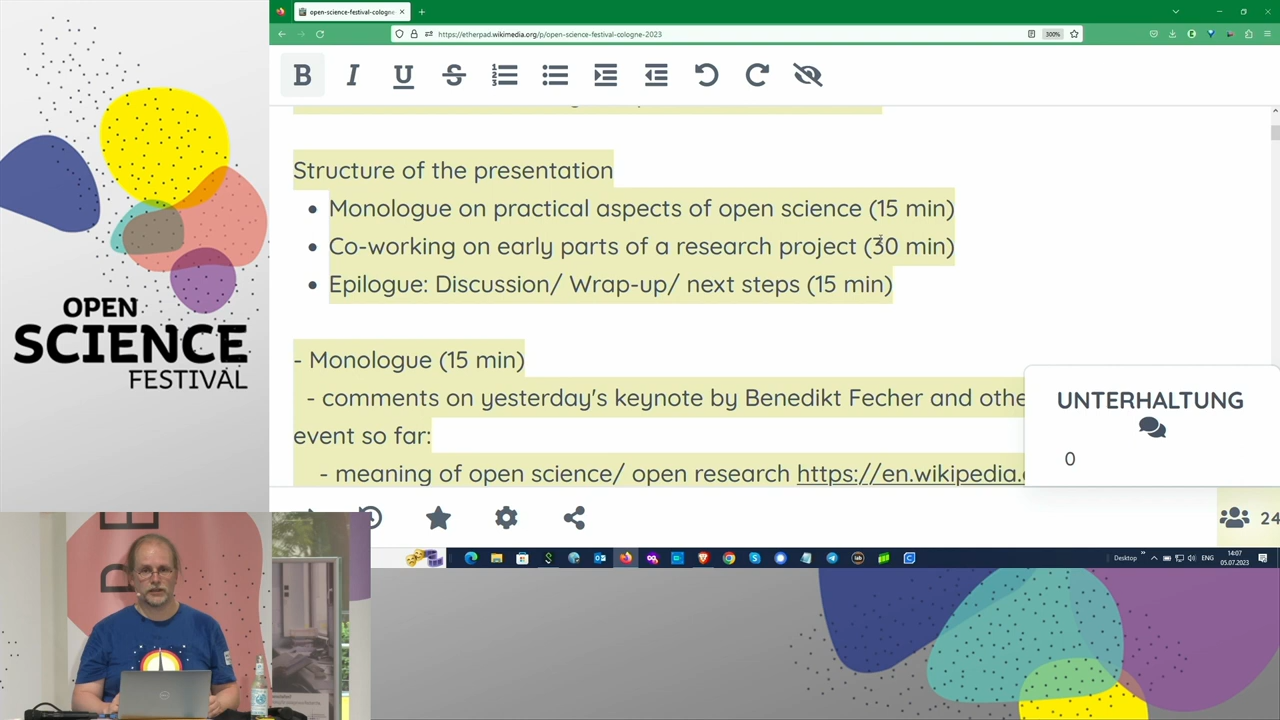 open-science-festival-cologne-
https://etherpad.wikimedia.org/p/open-science-festival-cologne-2023
300%
Structure of the presentation
• Monologue on practical aspects of open science (15 min)
• Co-working on early parts of a research project (30 min)
• Epilogue: Discussion/ Wrap-up/ next steps (15 min)
- Monologue (15 min)
- comments on yesterday's keynote by Benedikt Fecher and othe
event so far:
- meaning of open science/ open research https://en.wikipedia.
UNTERHALTUNG
0
24
Desktop
ENG
14:07
05.07.2023
OPEN
SCIENCE
FESTIVAL